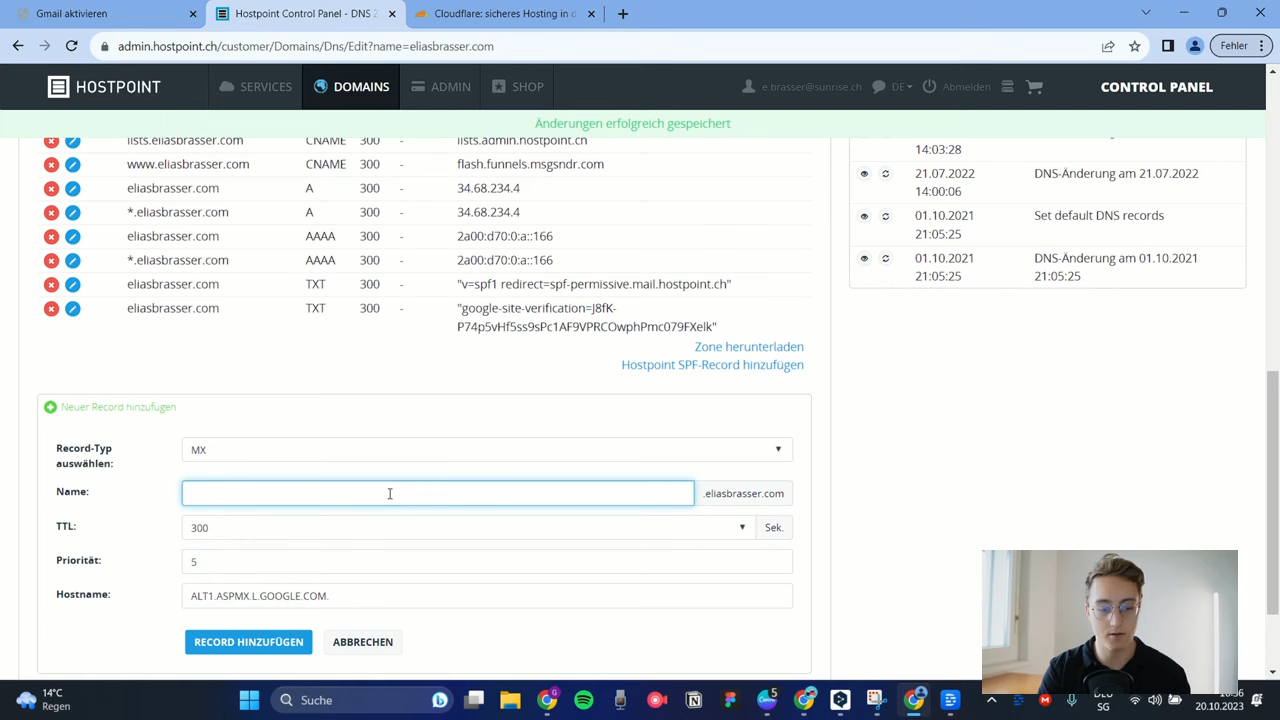 Gmail aktivieren
Hostpoint Control Panel - DNS 2
Cloudflare: sicheres Hosting in d
admin.hostpoint.ch/customer/Domains/Dns/Edit?name=eliasbrasser.com
Fehler
HOSTPOINT
SERVICES
DOMAINS
ADMIN
SHOP
e.brasser@sunrise.ch
DE
Abmelden
CONTROL PANEL
Änderungen erfolgreich gespeichert
lists.eliasbrasser.com CNAME 300 - lists.admin.hostpoint.ch
www.eliasbrasser.com CNAME 300 - flash.funnels.msgsndr.com
eliasbrasser.com A 300 - 34.68.234.4
*.eliasbrasser.com A 300 - 34.68.234.4
eliasbrasser.com AAAA 300 - 2a00:d70:0:a::166
*.eliasbrasser.com AAAA 300 - 2a00:d70:0:a::166
eliasbrasser.com TXT 300 - "v=spf1 redirect=spf-permissive.mail.hostpoint.ch"
eliasbrasser.com TXT 300 - "google-site-verification=J8fK-
P74p5vHf5ss9sPc1AF9VPRCOwphPmc079FXelk"
Zone herunterladen
Hostpoint SPF-Record hinzufügen
14:03:28
21.07.2022 DNS-Änderung am 21.07.2022
14:00:06
01.10.2021 Set default DNS records
21:05:25
01.10.2021 DNS-Änderung am 01.10.2021
21:05:25 21:05:25
Neuer Record hinzufügen
Record-Typ
auswählen:
MX
Name:
.eliasbrasser.com
TTL:
300
Sek.
Priorität:
5
Hostname:
ALT1.ASPMX.L.GOOGLE.COM.
RECORD HINZUFÜGEN
ABBRECHEN
14°C
Regen
Suche
DEU
SG
20.10.2023